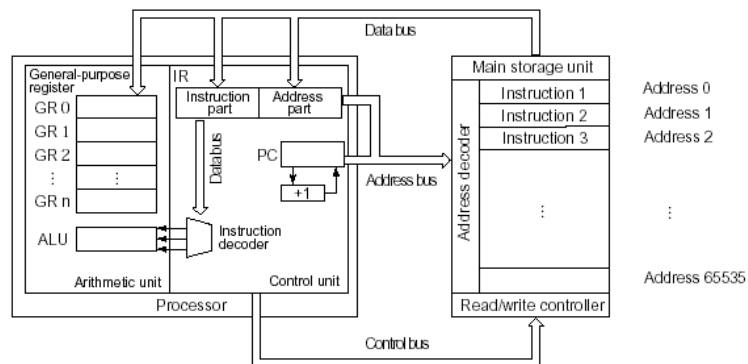 Data bus
General-purpose
register
GR 0
GR 1
GR 2
⋮
⋮
GR n
ALU
Arithmetic unit
IR
Instruction
part
Address
part
Data bus
PC
+1
Instruction
decoder
Control unit
Processor
Address bus
Control bus
Main storage unit
Address decoder
Instruction 1
Instruction 2
Instruction 3
⋮
Read/write controller
Address 0
Address 1
Address 2
⋮
Address 65535